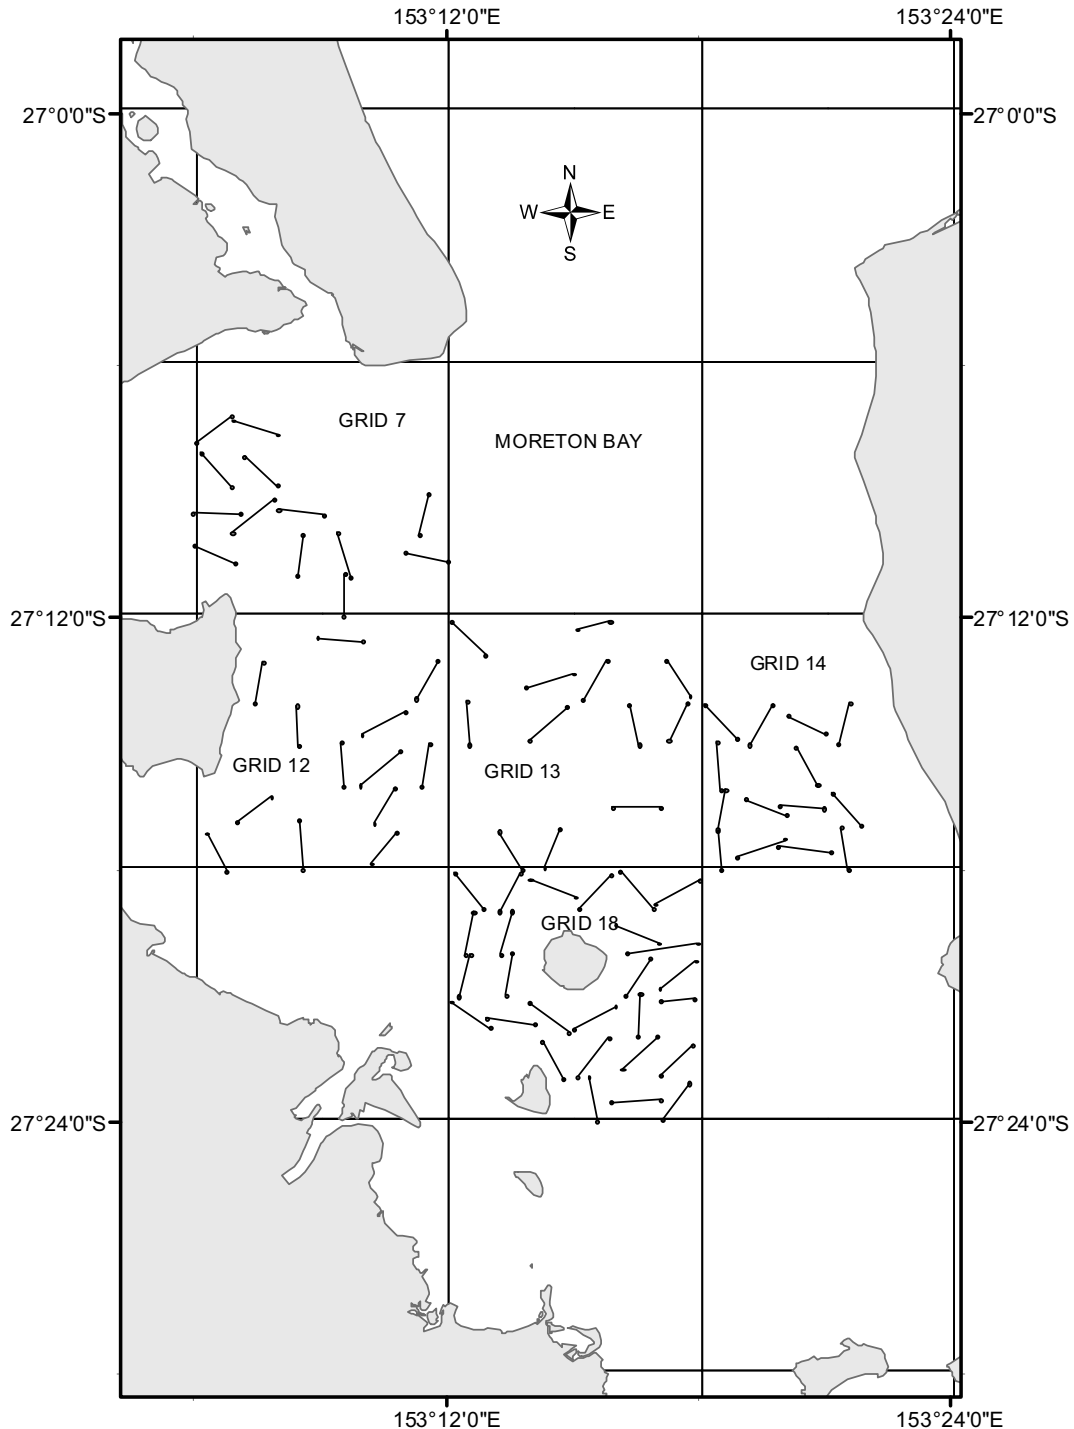 153°12'0"E 153°24'0"E
27°0'0"S 27°0'0"S
N
W E
S
GRID 7
MORETON BAY
27°12'0"S 27°12'0"S
GRID 14
GRID 12 GRID 13
GRID 18
27°24'0"S 27°24'0"S
153°12'0"E 153°24'0"E